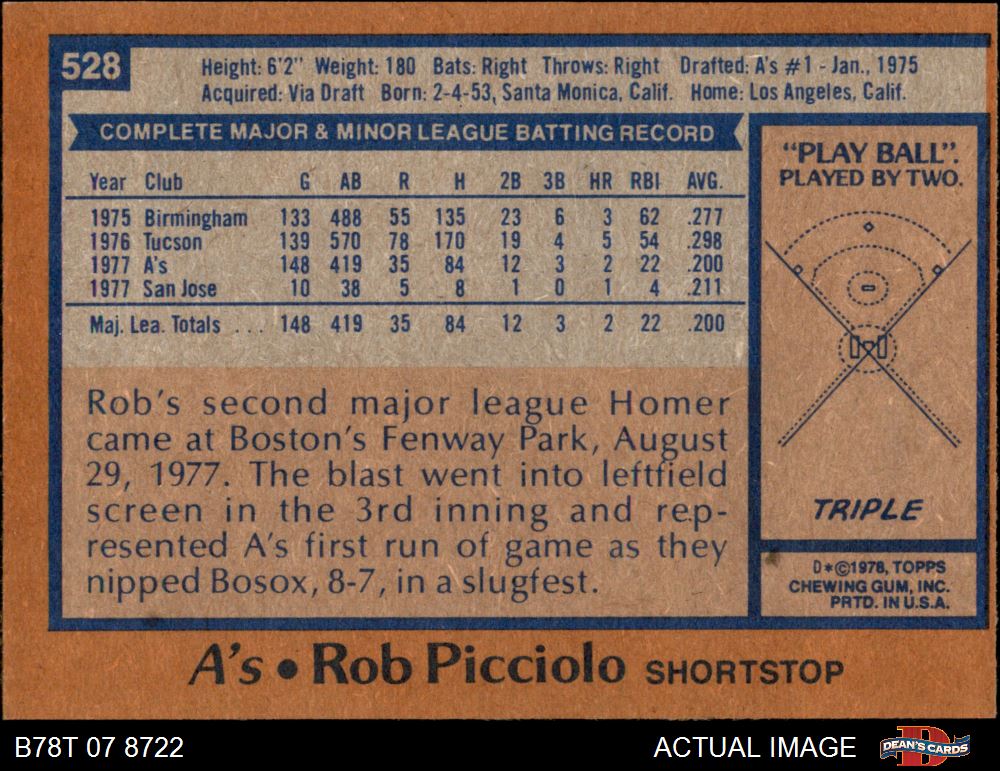 528
Height: 6'2" Weight: 180 Bats: Right Throws: Right Drafted: A's #1 - Jan., 1975
Acquired: Via Draft Born: 2-4-53, Santa Monica, Calif. Home: Los Angeles, Calif.
COMPLETE MAJOR & MINOR LEAGUE BATTING RECORD
Year Club G AB R H 2B 3B HR RBI AVG.
1975 Birmingham 133 488 55 135 23 6 3 62 .277
1976 Tucson 139 570 78 170 19 4 5 54 .298
1977 A's 148 419 35 84 12 3 2 22 .200
1977 San Jose 10 38 5 8 1 0 1 4 .211
Maj. Lea. Totals . . . 148 419 35 84 12 3 2 22 .200
Rob's second major league Homer
came at Boston's Fenway Park, August
29, 1977. The blast went into leftfield
screen in the 3rd inning and rep-
resented A's first run of game as they
nipped Bosox, 8-7, in a slugfest.
"PLAY BALL".
PLAYED BY TWO.
TRIPLE
D*©1978, TOPPS
CHEWING GUM, INC.
PRTD. IN U.S.A.
A's • Rob Picciolo SHORTSTOP
B78T 07 8722
ACTUAL IMAGE
DEAN'S CARDS